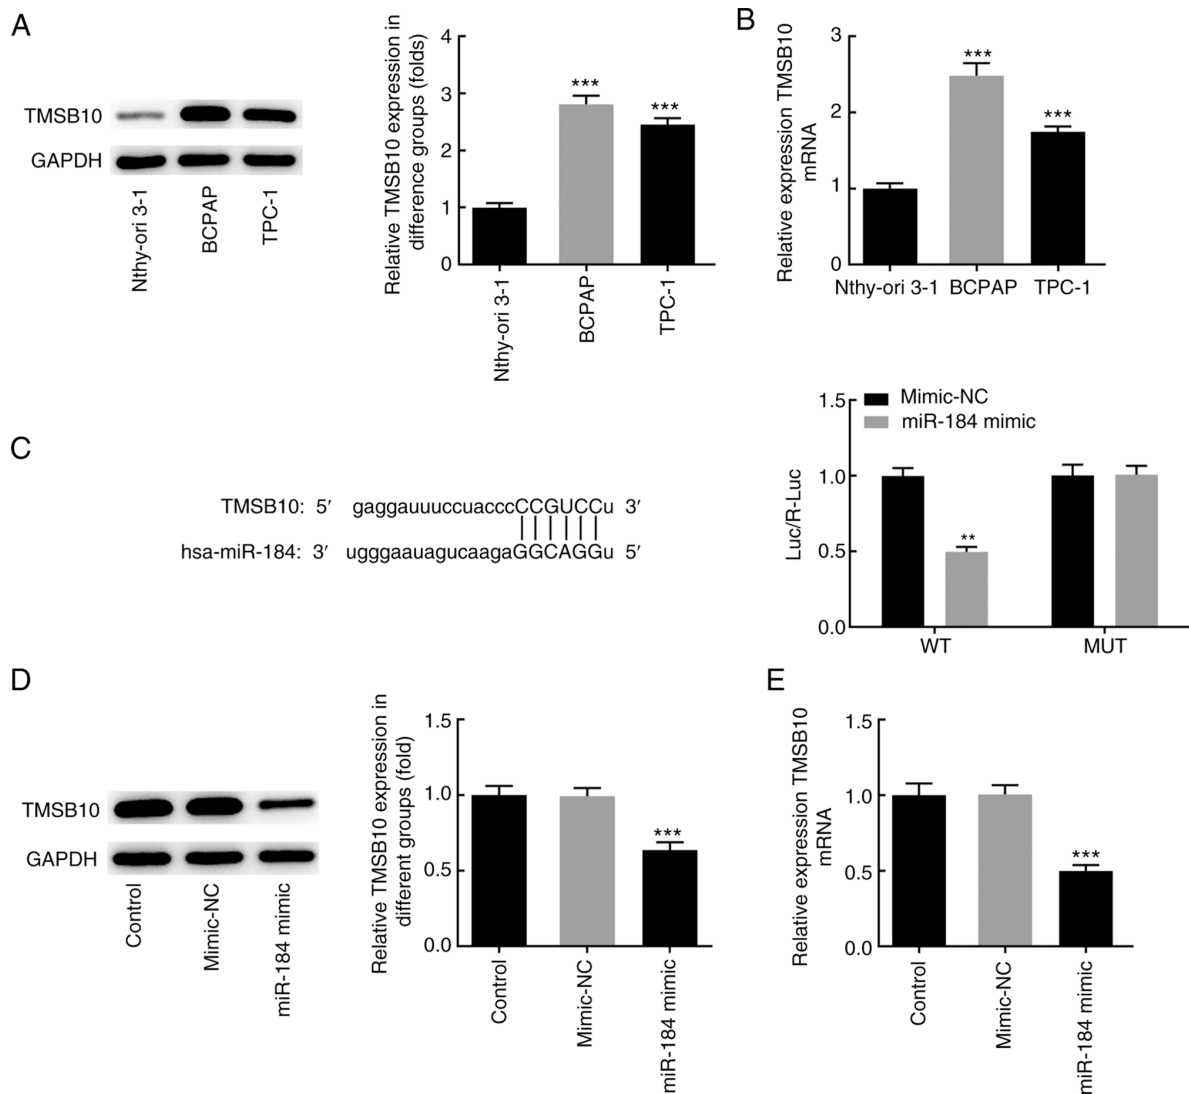 A
TMSB10
GAPDH
Nthy-ori 3-1
BCPAP
TPC-1
Relative TMSB10 expression in
difference groups (folds)
4
3
2
1
0
***
***
Nthy-ori 3-1
BCPAP
TPC-1
B
Relative expression TMSB10
mRNA
3
2
1
0
***
***
Nthy-ori 3-1 BCPAP TPC-1
C
TMSB10: 5′ gaggauuuccuacccCCGUCCu 3′
hsa-miR-184: 3′ ugggaauagucaagaGGCAGGu 5′
Luc/R-Luc
1.5
1.0
0.5
0.0
Mimic-NC
miR-184 mimic
**
WT MUT
D
TMSB10
GAPDH
Control
Mimic-NC
miR-184 mimic
Relative TMSB10 expression in
different groups (fold)
1.5
1.0
0.5
0.0
***
Control
Mimic-NC
miR-184 mimic
E
Relative expression TMSB10
mRNA
1.5
1.0
0.5
0.0
***
Control
Mimic-NC
miR-184 mimic